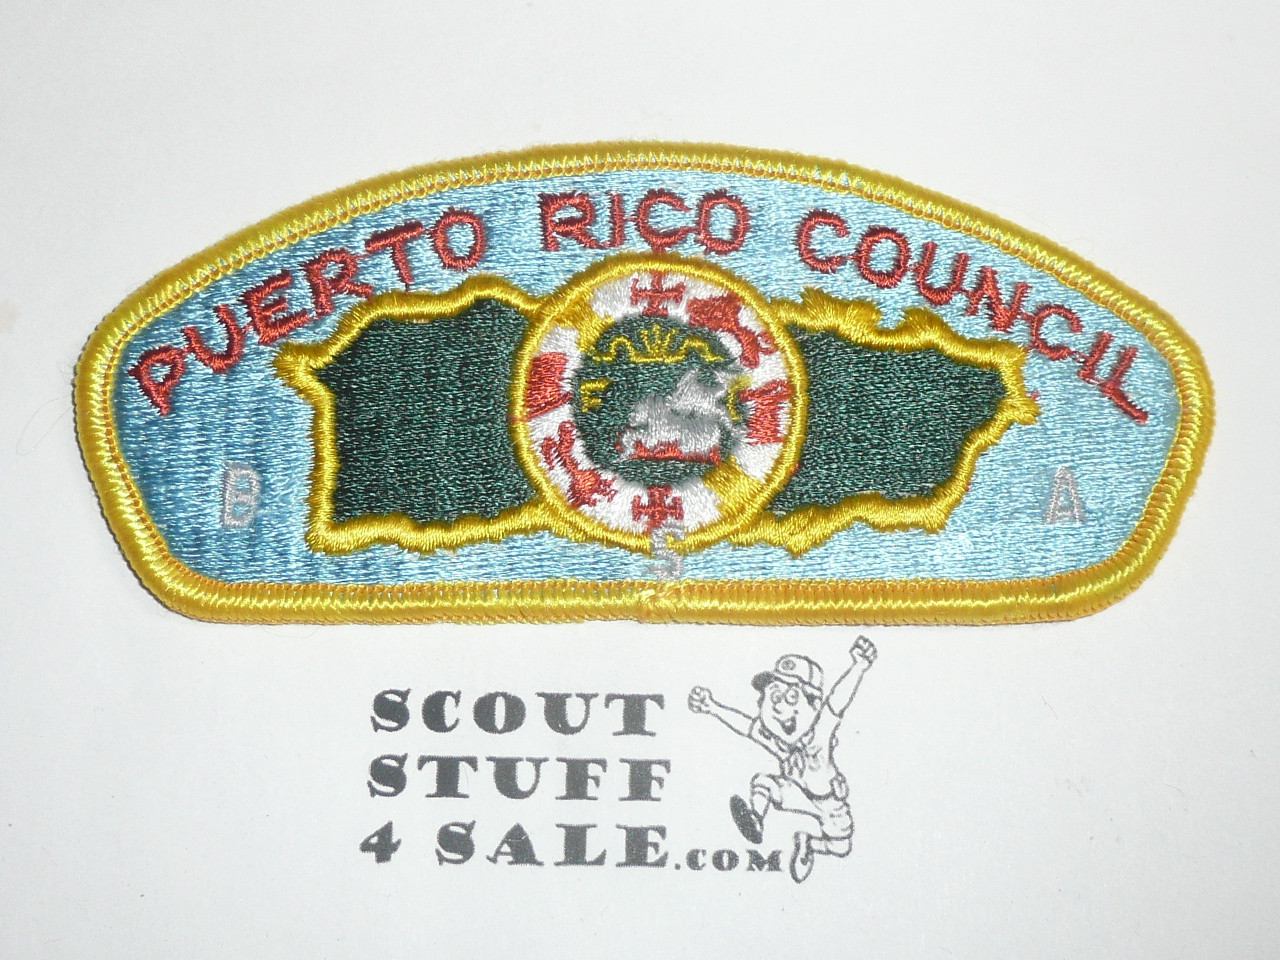 PUERTO RICO COUNCIL
F
B S A
SCOUT
STUFF
4 SALE.COM